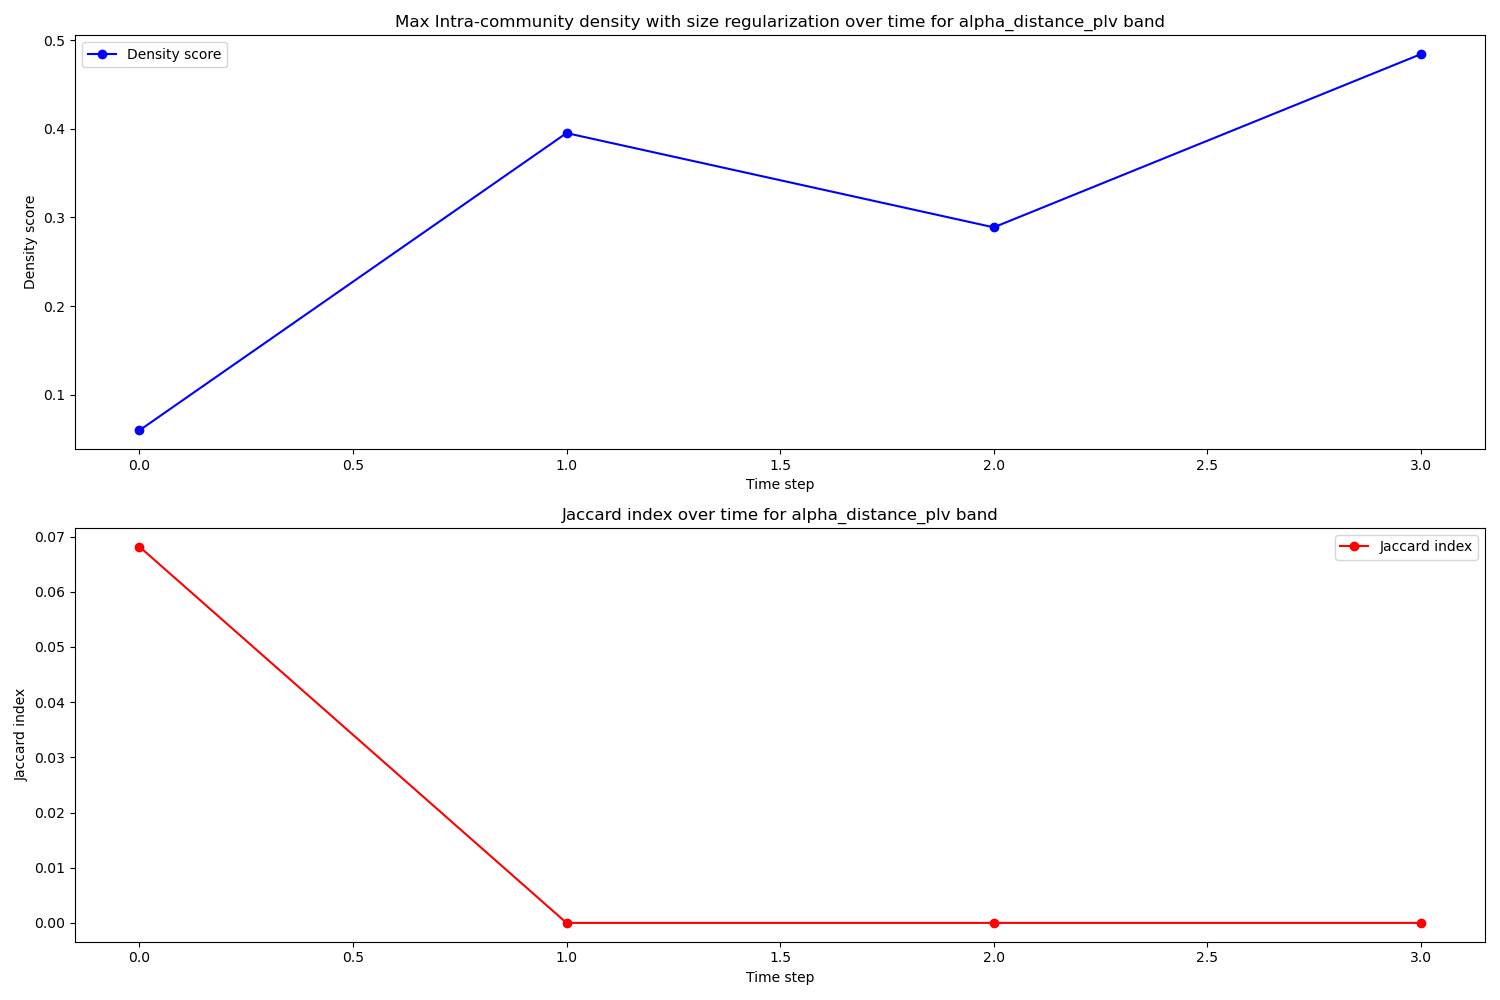 Max Intra-community density with size regularization over time for alpha_distance_plv band
Density score
0.5
0.4
0.3
0.2
0.1
Density score
0.0 0.5 1.0 1.5 2.0 2.5 3.0
Time step
Jaccard index over time for alpha_distance_plv band
Jaccard index
0.07
0.06
0.05
0.04
0.03
0.02
0.01
0.00
Jaccard index
0.0 0.5 1.0 1.5 2.0 2.5 3.0
Time step